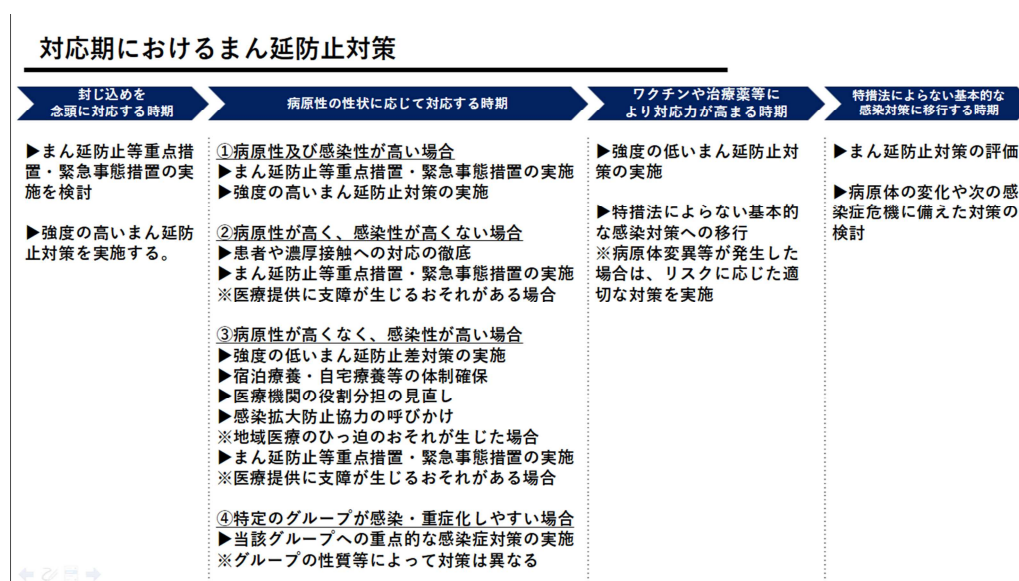 対応期におけるまん延防止対策
封じ込めを
念頭に対応する時期
▶まん延防止等重点措
置・緊急事態措置の実
施を検討
▶強度の高いまん延防
止対策を実施する。
病原性の性状に応じて対応する時期
①病原性及び感染性が高い場合
▶まん延防止等重点措置・緊急事態措置の実施
▶強度の高いまん延防止対策の実施
②病原性が高く、感染性が高くない場合
▶患者や濃厚接触への対応の徹底
▶まん延防止等重点措置・緊急事態措置の実施
※医療提供に支障が生じるおそれがある場合
③病原性が高くなく、感染性が高い場合
▶強度の低いまん延防止差対策の実施
▶宿泊療養・自宅療養等の体制確保
▶医療機関の役割分担の見直し
▶感染拡大防止協力の呼びかけ
※地域医療のひっ迫のおそれが生じた場合
▶まん延防止等重点措置・緊急事態措置の実施
※医療提供に支障が生じるおそれがある場合
④特定のグループが感染・重症化しやすい場合
▶当該グループへの重点的な感染症対策の実施
※グループの性質等によって対策は異なる
ワクチンや治療薬等に
より対応力が高まる時期
▶強度の低いまん延防止対
策の実施
▶特措法によらない基本的
な感染対策への移行
※病原体変異等が発生した
場合は、リスクに応じた適
切な対策を実施
特措法によらない基本的な
感染対策に移行する時期
▶まん延防止対策の評価
▶病原体の変化や次の感
染症危機に備えた対策の
検討